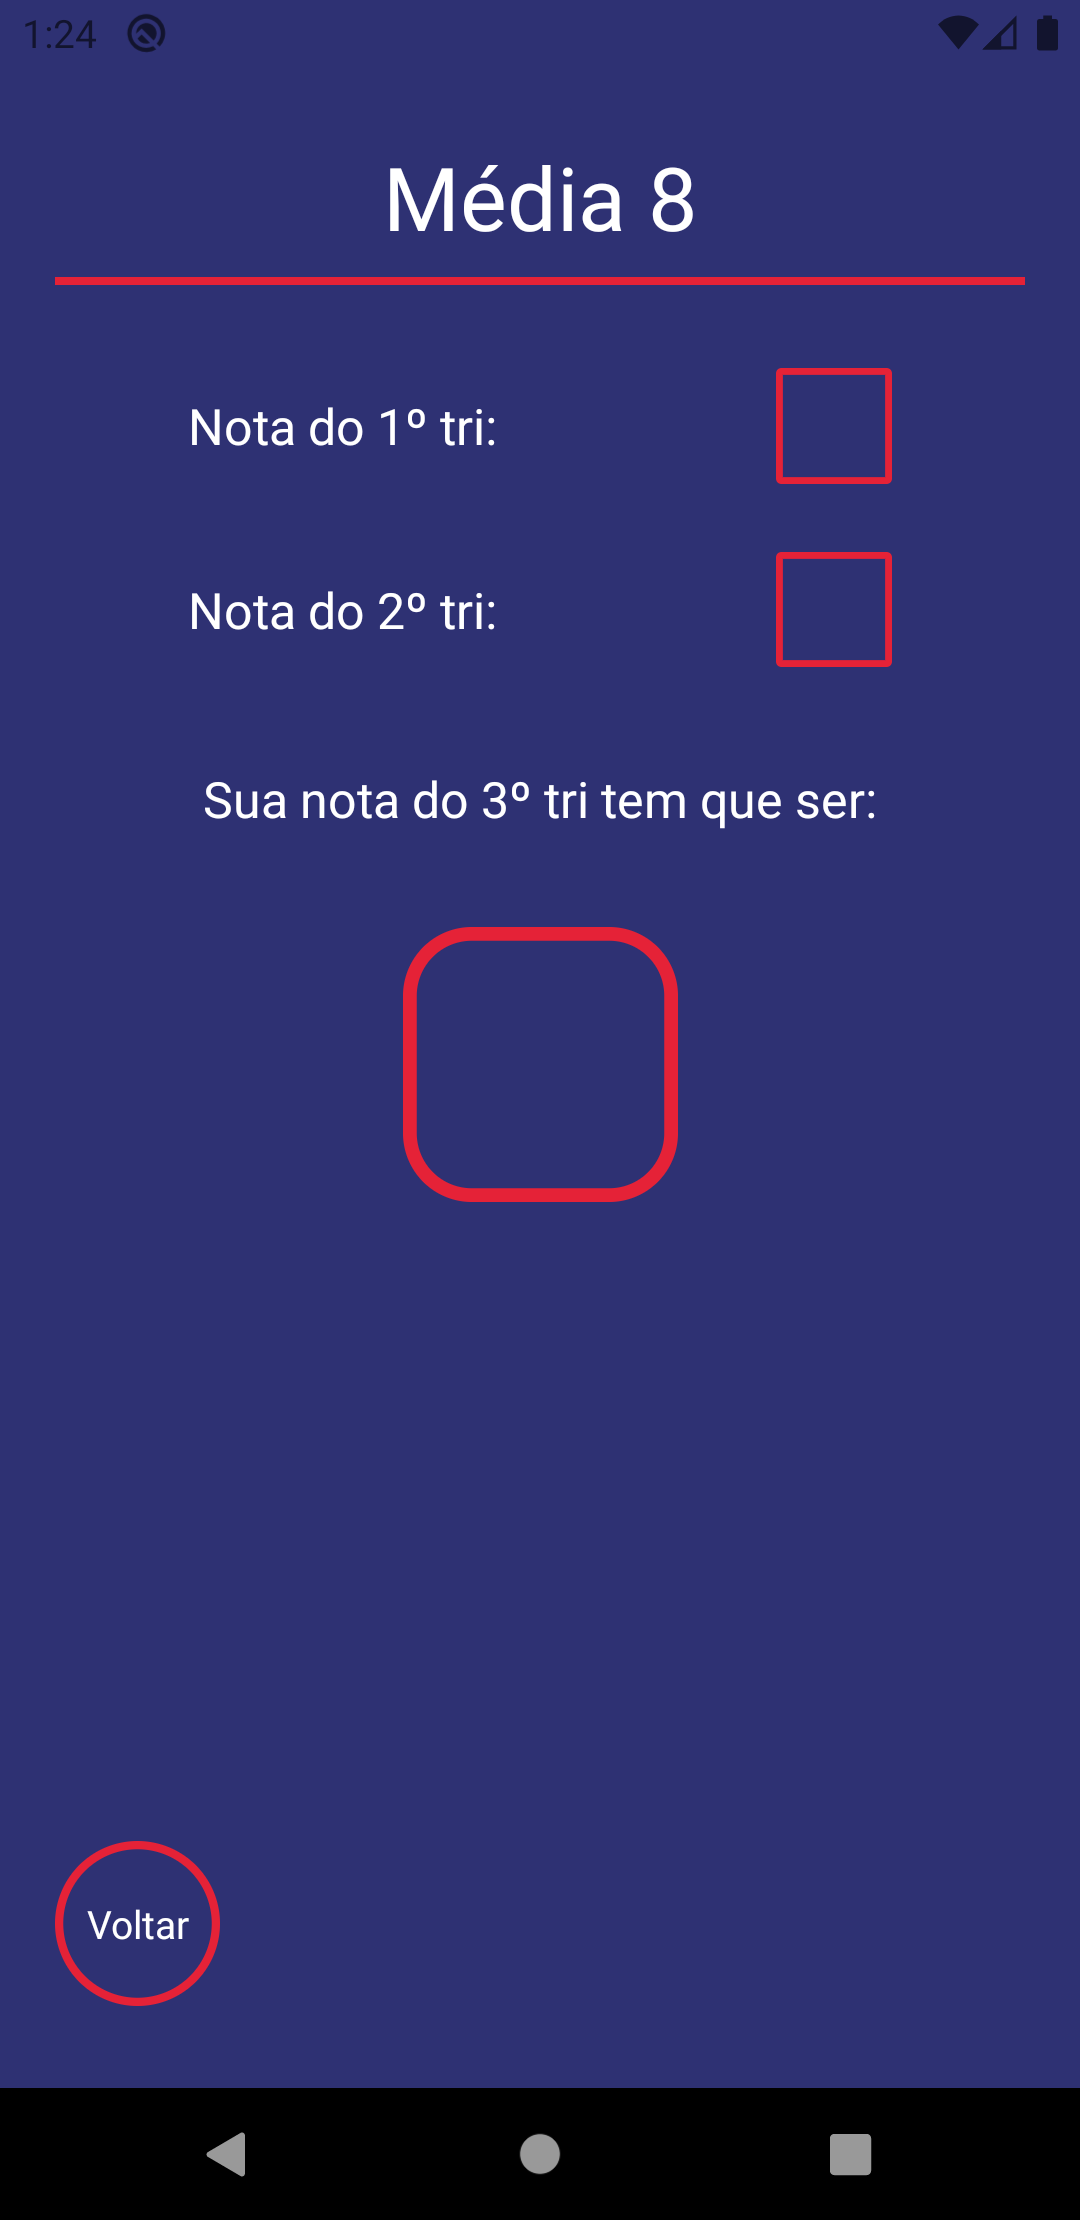 1:24
Média 8
Nota do 1º tri:
Nota do 2º tri:
Sua nota do 3º tri tem que ser:
Voltar